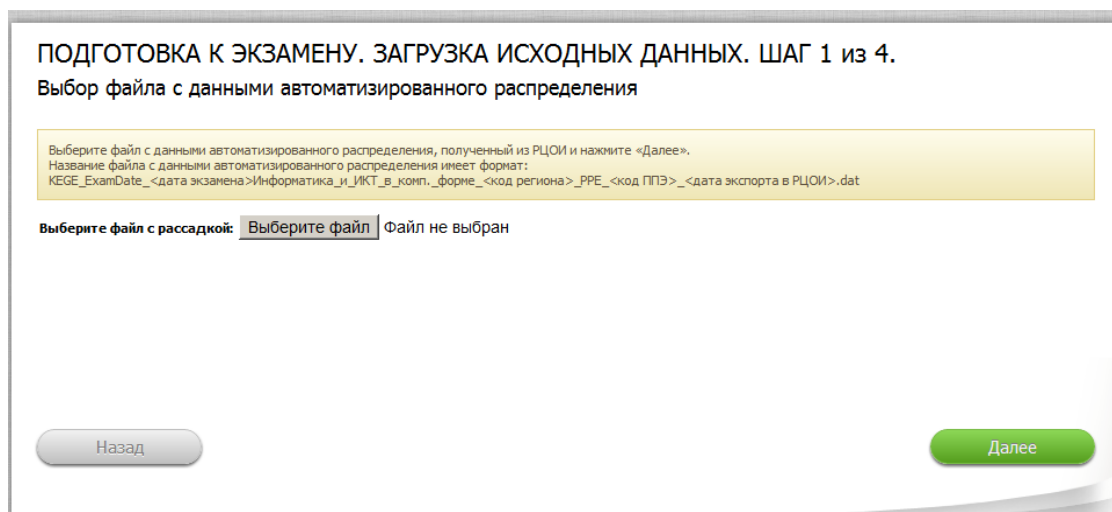 ПОДГОТОВКА К ЭКЗАМЕНУ. ЗАГРУЗКА ИСХОДНЫХ ДАННЫХ. ШАГ 1 из 4.
Выбор файла с данными автоматизированного распределения
Выберите файл с данными автоматизированного распределения, полученный из РЦОИ и нажмите «Далее».
Название файла с данными автоматизированного распределения имеет формат:
KEGE_ExamDate_<дата экзамена>Информатика_и_ИКТ_в_комп._форме_<код региона>_PPE_<код ППЭ>_<дата экспорта в РЦОИ>.dat
Выберите файл с рассадкой: Выберите файл Файл не выбран
Назад Далее